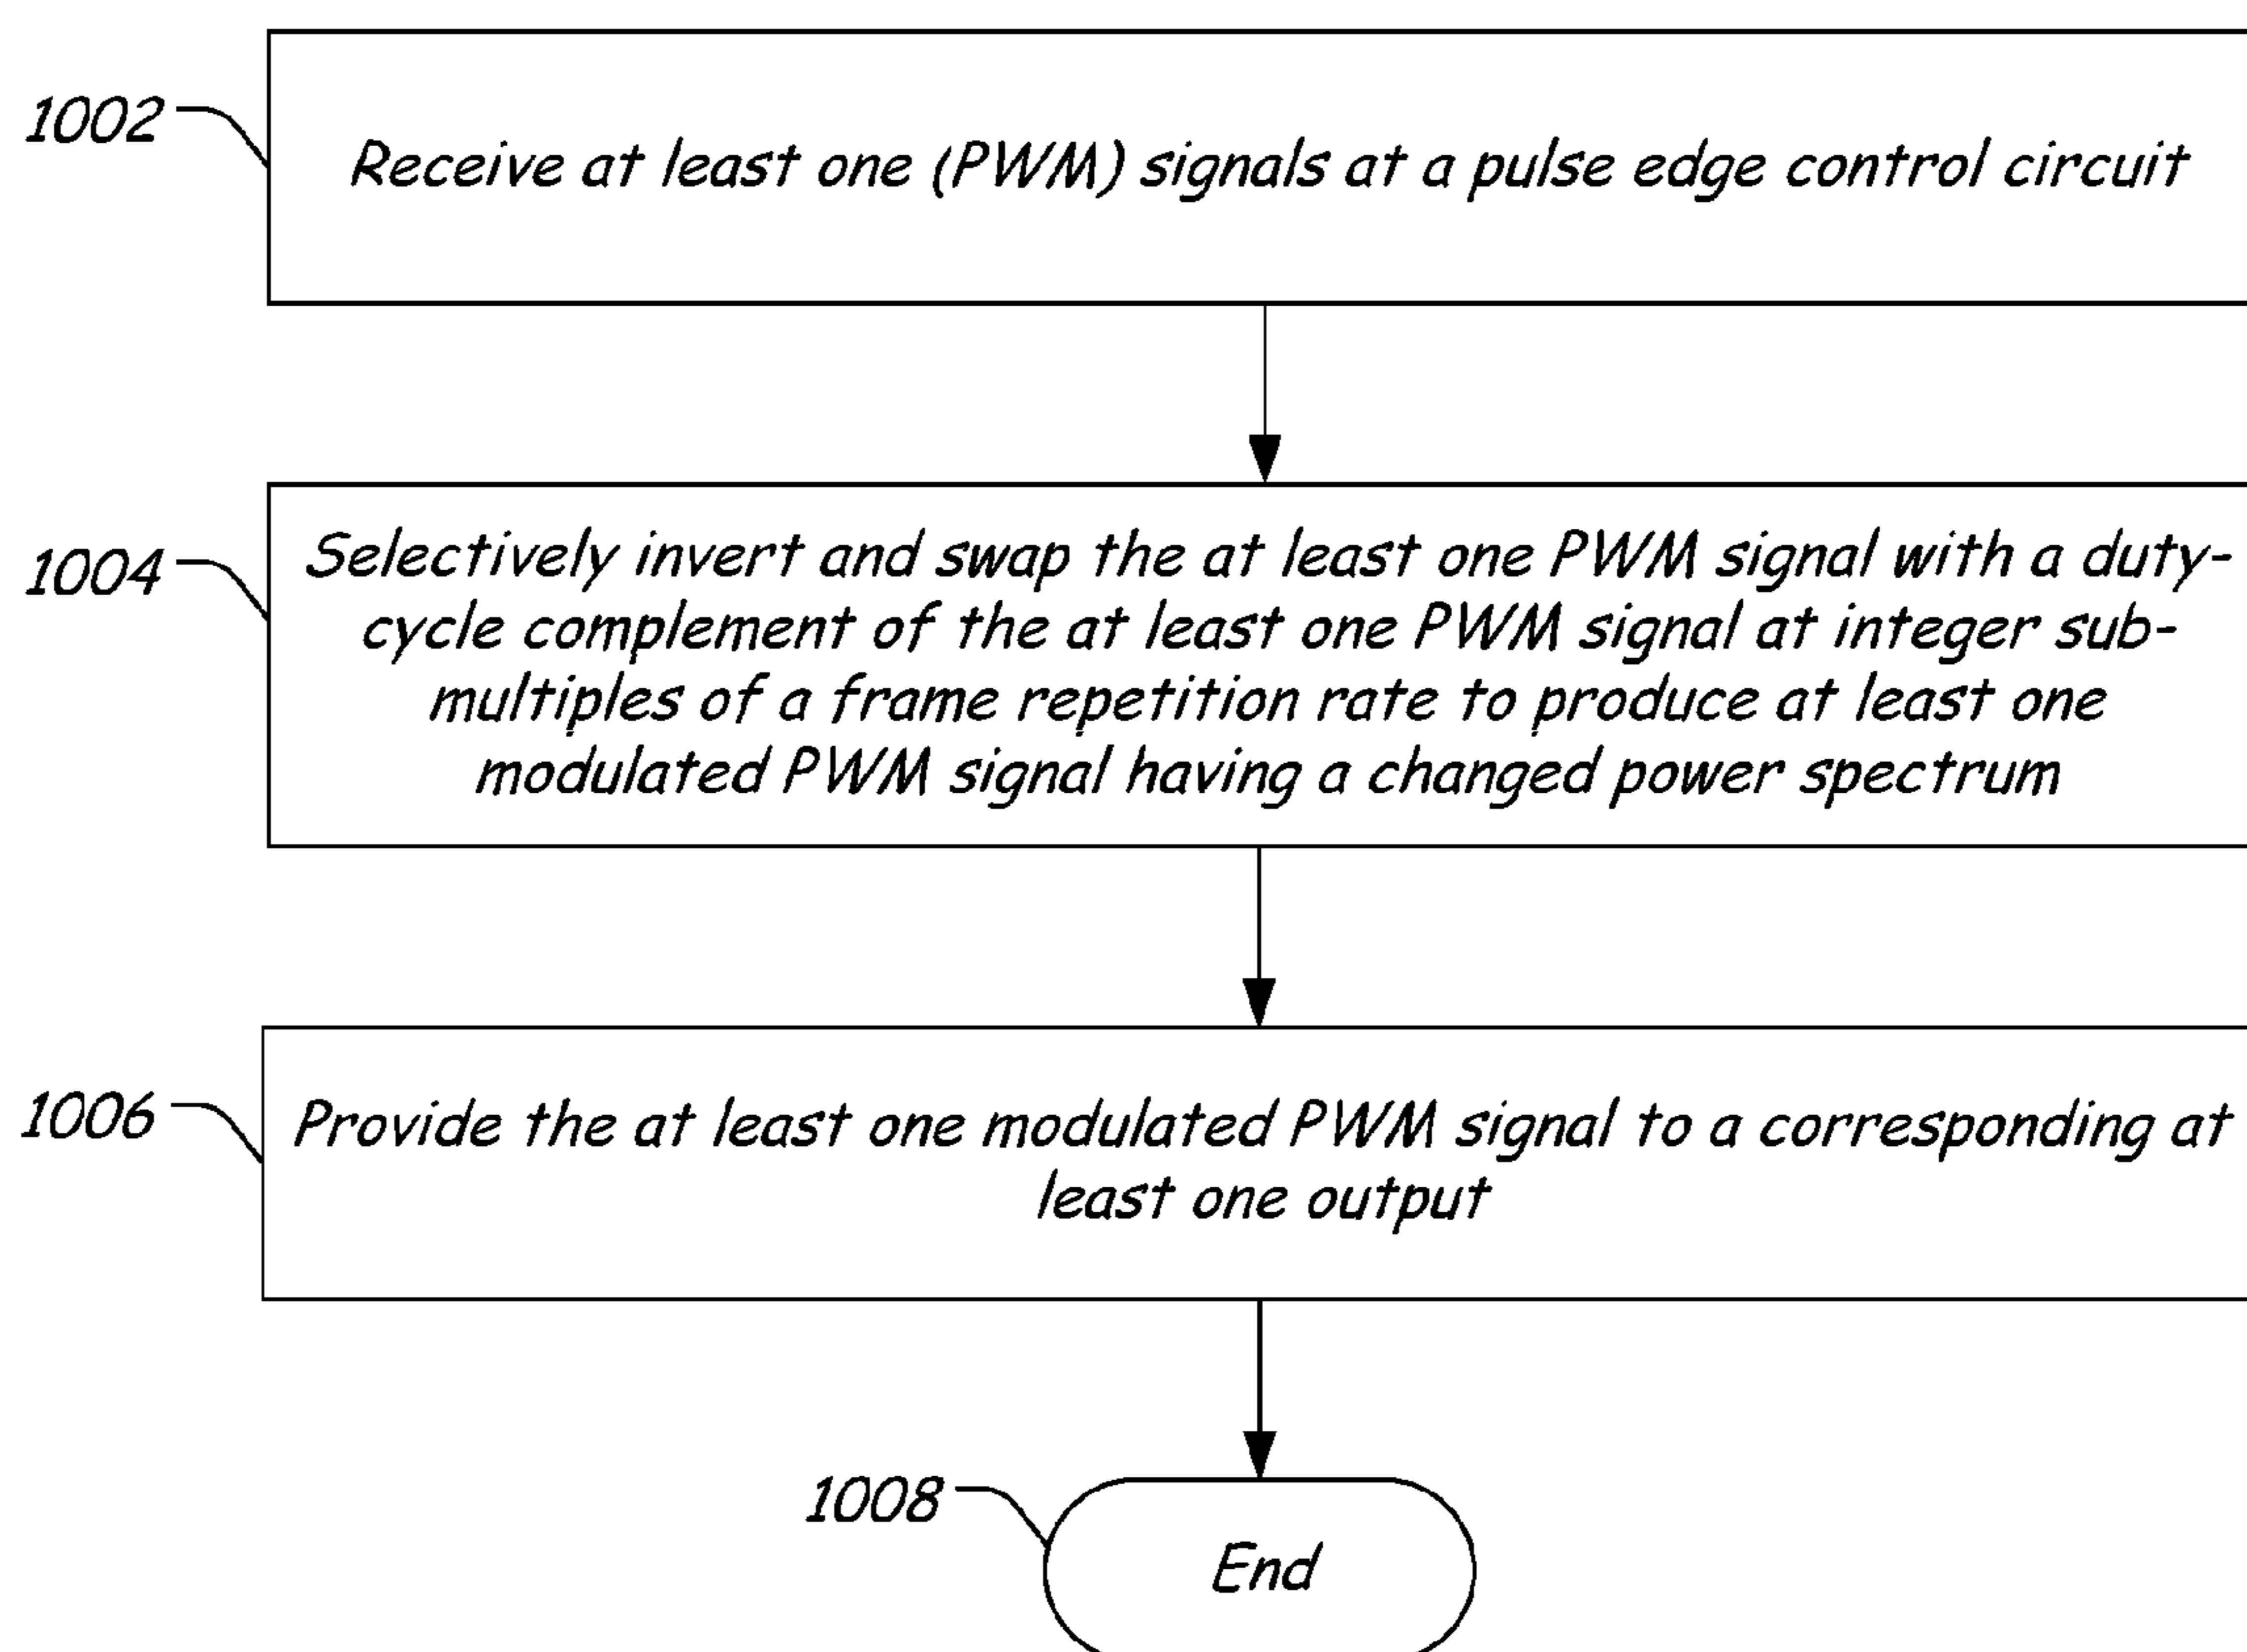 1002
Receive at least one (PWM) signals at a pulse edge control circuit
1004
Selectively invert and swap the at least one PWM signal with a duty-
cycle complement of the at least one PWM signal at integer sub-
multiples of a frame repetition rate to produce at least one
modulated PWM signal having a changed power spectrum
1006
Provide the at least one modulated PWM signal to a corresponding at
least one output
1008
End